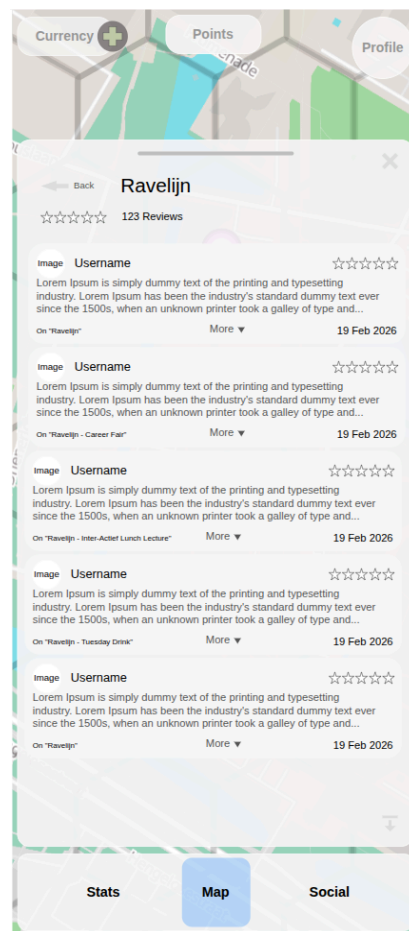 Currency
Points
Profile
Back
Ravelijn
123 Reviews
Image
Username
Lorem Ipsum is simply dummy text of the printing and typesetting
industry. Lorem Ipsum has been the industry's standard dummy text ever
since the 1500s, when an unknown printer took a galley of type and...
On "Ravelijn"
More
19 Feb 2026
Image
Username
Lorem Ipsum is simply dummy text of the printing and typesetting
industry. Lorem Ipsum has been the industry's standard dummy text ever
since the 1500s, when an unknown printer took a galley of type and...
On "Ravelijn - Career Fair"
More
19 Feb 2026
Image
Username
Lorem Ipsum is simply dummy text of the printing and typesetting
industry. Lorem Ipsum has been the industry's standard dummy text ever
since the 1500s, when an unknown printer took a galley of type and...
On "Ravelijn - Inter-Actief Lunch Lecture"
More
19 Feb 2026
Image
Username
Lorem Ipsum is simply dummy text of the printing and typesetting
industry. Lorem Ipsum has been the industry's standard dummy text ever
since the 1500s, when an unknown printer took a galley of type and...
On "Ravelijn - Tuesday Drink"
More
19 Feb 2026
Image
Username
Lorem Ipsum is simply dummy text of the printing and typesetting
industry. Lorem Ipsum has been the industry's standard dummy text ever
since the 1500s, when an unknown printer took a galley of type and...
On "Ravelijn"
More
19 Feb 2026
Stats
Map
Social